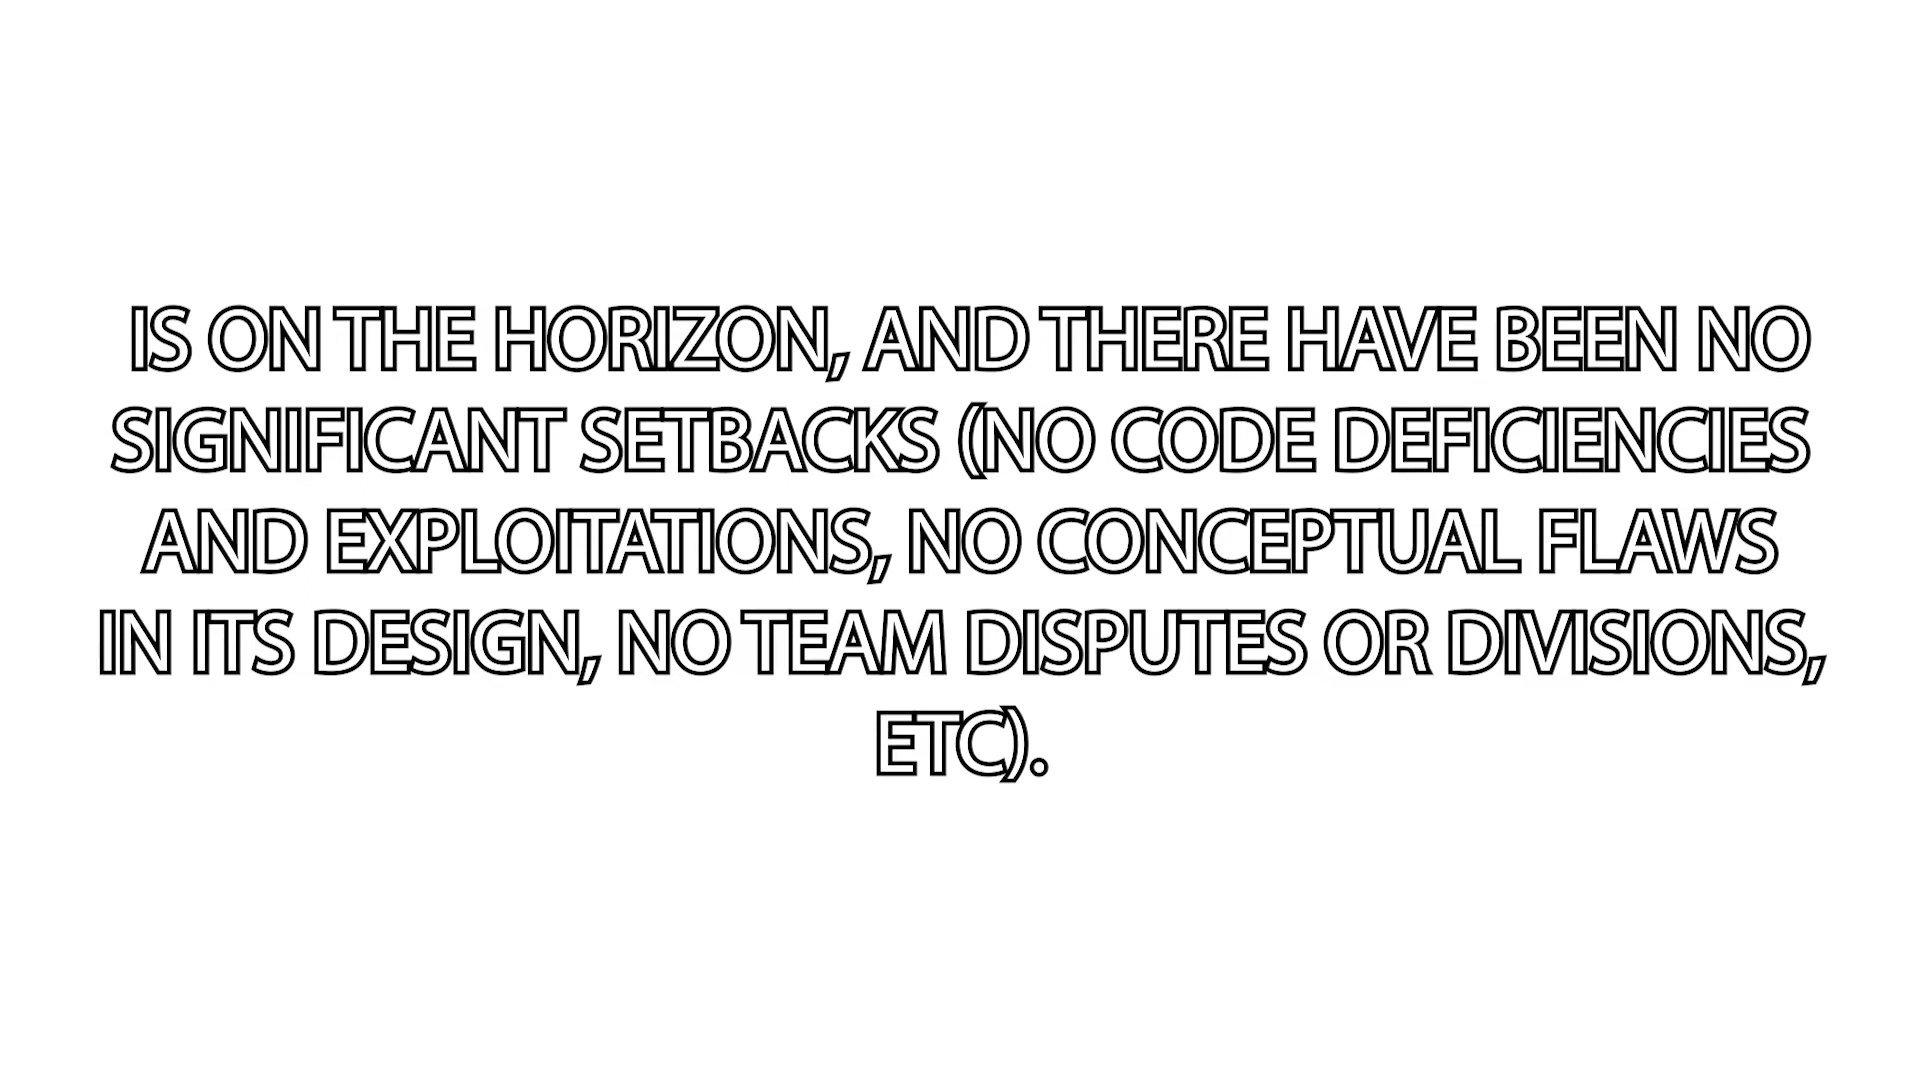 IS ON THE HORIZON, AND THERE HAVE BEEN NO
SIGNIFICANT SETBACKS (NO CODE DEFICIENCIES
AND EXPLOITATIONS, NO CONCEPTUAL FLAWS
IN ITS DESIGN, NO TEAM DISPUTES OR DIVISIONS,
ETC).